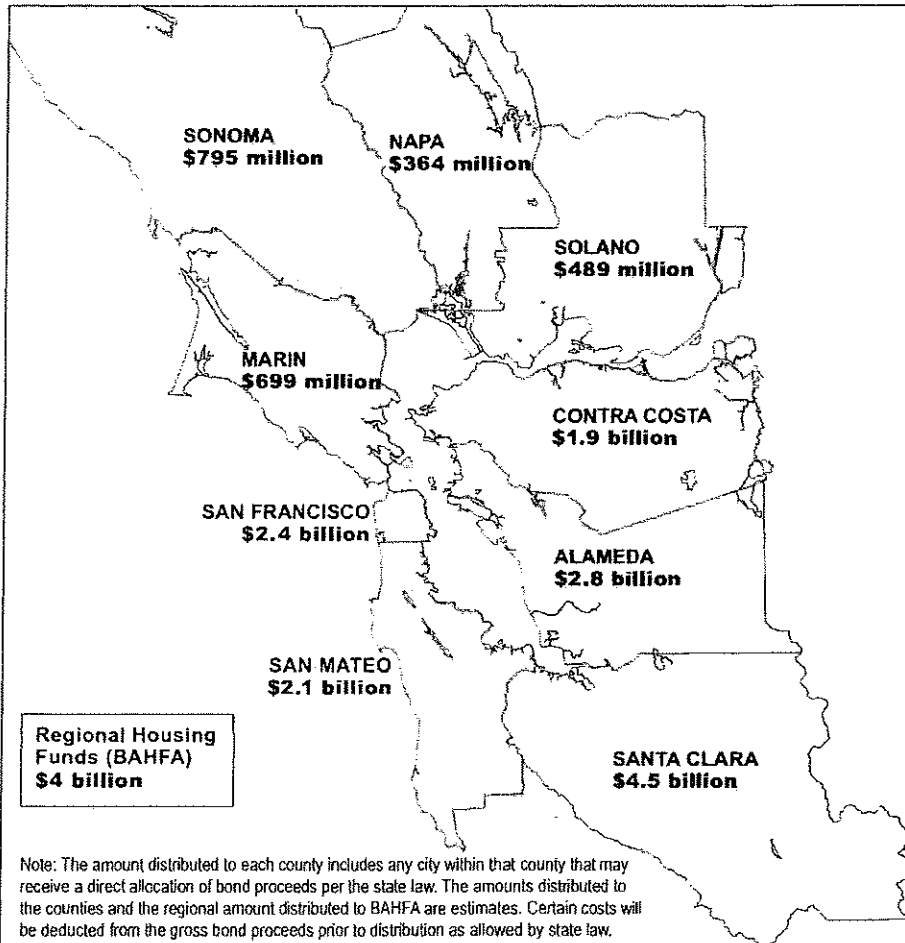 SONOMA
$795 million
NAPA
$364 million
SOLANO
$489 million
MARIN
$699 million
CONTRA COSTA
$1.9 billion
SAN FRANCISCO
$2.4 billion
ALAMEDA
$2.8 billion
SAN MATEO
$2.1 billion
SANTA CLARA
$4.5 billion
Regional Housing
Funds (BAHFA)
$4 billion
Note: The amount distributed to each county includes any city within that county that may
receive a direct allocation of bond proceeds per the state law. The amounts distributed to
the counties and the regional amount distributed to BAHFA are estimates. Certain costs will
be deducted from the gross bond proceeds prior to distribution as allowed by state law.